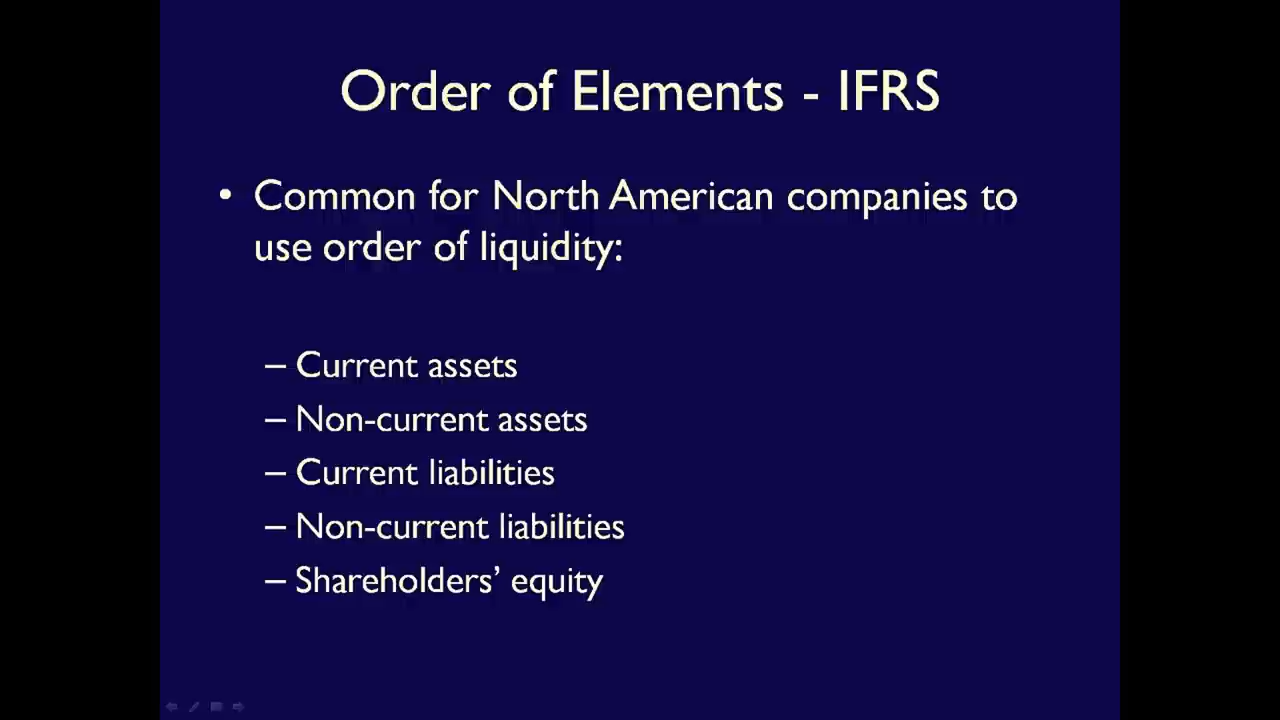 Order of Elements - IFRS
• Common for North American companies to
use order of liquidity:
– Current assets
– Non-current assets
– Current liabilities
– Non-current liabilities
– Shareholders’ equity